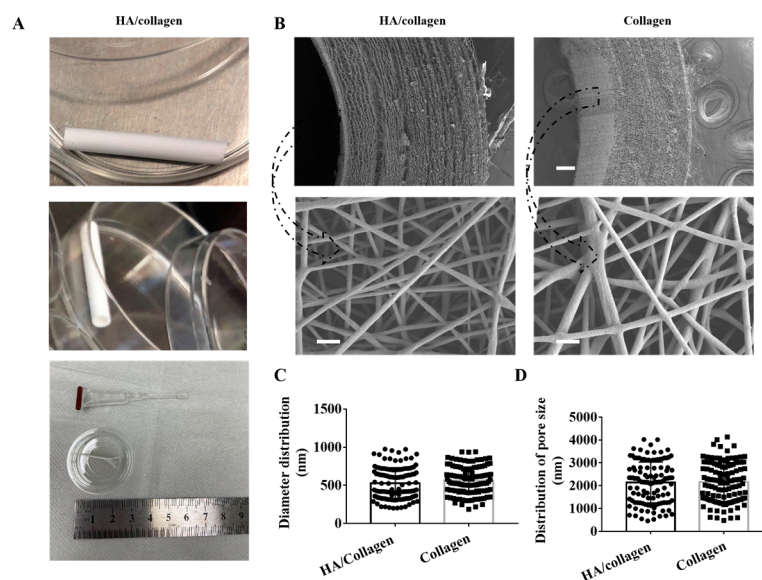 A
HA/collagen
B
HA/collagen
Collagen
1 2 3 4 5 6 7 8 9
C
Diameter distribution
(nm)
1500
1000
500
0
HA/Collagen
Collagen
D
Distribution of pore size
(nm)
5000
4000
3000
2000
1000
0
HA/collagen
Collagen